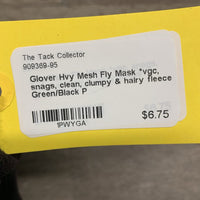 The Tack Collector
909369-95
Glover Hvy Mesh Fly Mask *vgc,
snags, clean, clumpy & hairy fleece
Green/Black P
$6.75
!PWYGA